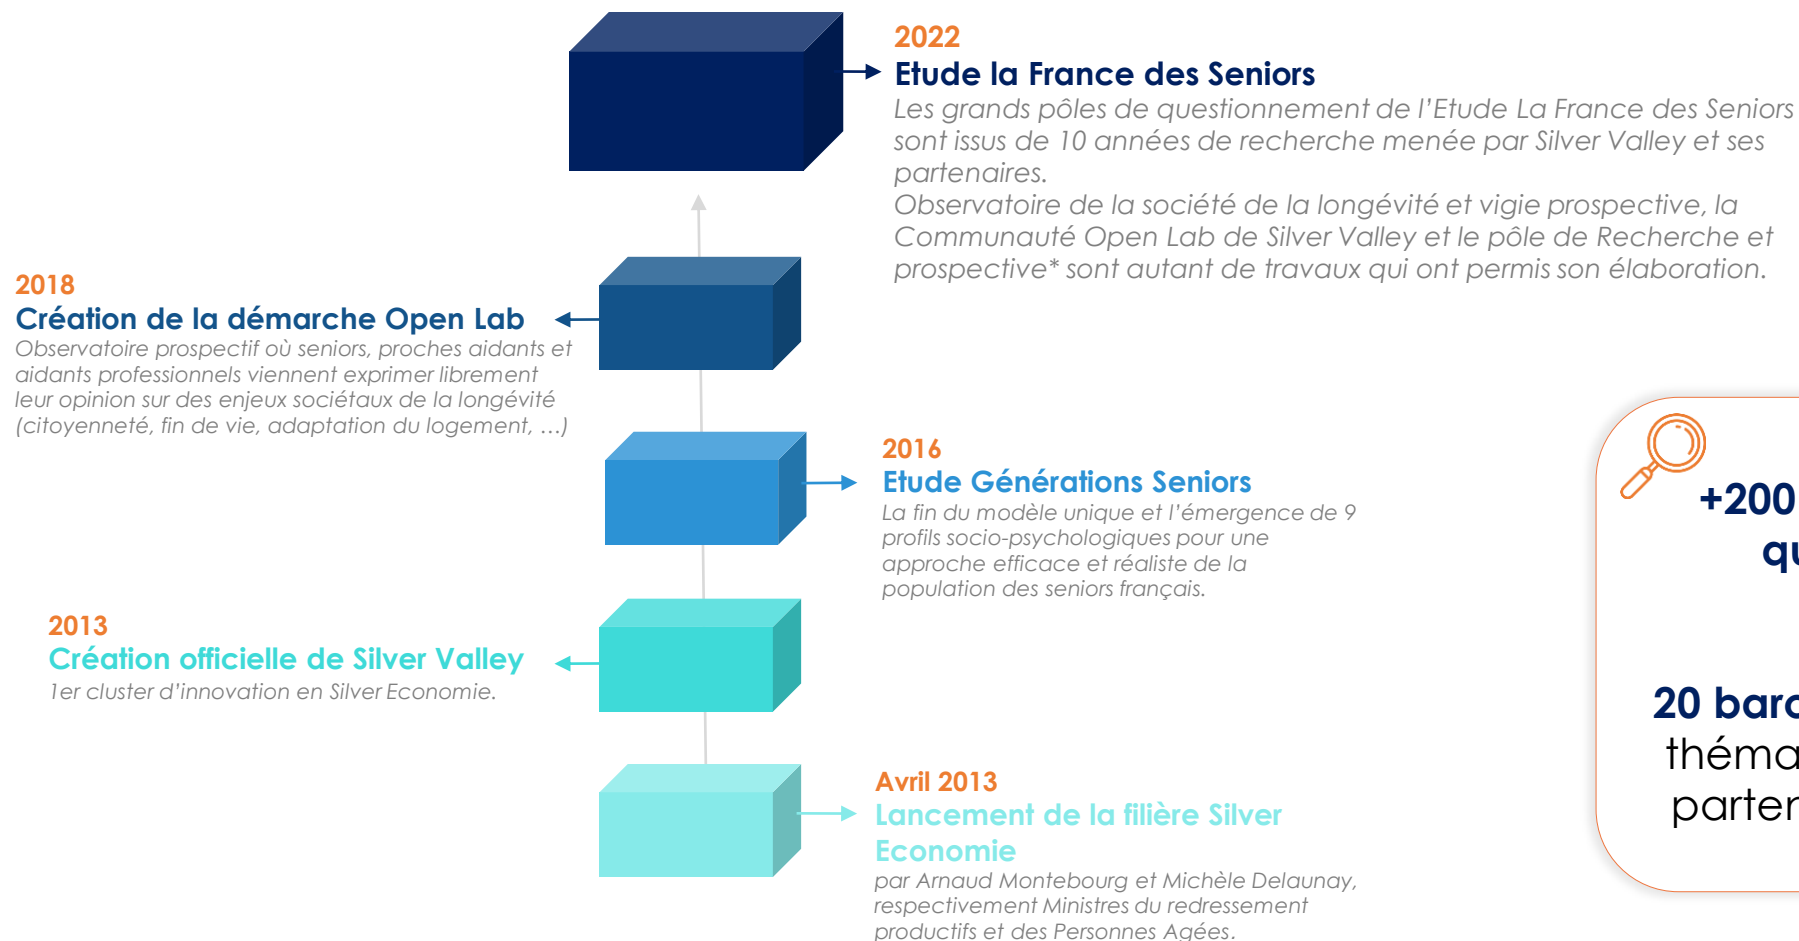 2022
Etude la France des Seniors
Les grands pôles de questionnement de l'Etude La France des Seniors
sont issus de 10 années de recherche menée par Silver Valley et ses
partenaires.
Observatoire de la société de la longévité et vigie prospective, la
Communauté Open Lab de Silver Valley et le pôle de Recherche et
prospective* sont autant de travaux qui ont permis son élaboration.
2018
Création de la démarche Open Lab
Observatoire prospectif où seniors, proches aidants et
aidants professionnels viennent exprimer librement
leur opinion sur des enjeux sociétaux de la longévité
(citoyenneté, fin de vie, adaptation du logement, …)
2016
Etude Générations Seniors
La fin du modèle unique et l'émergence de 9
profils socio-psychologiques pour une
approche efficace et réaliste de la
population des seniors français.
2013
Création officielle de Silver Valley
1er cluster d'innovation en Silver Economie.
Avril 2013
Lancement de la filière Silver
Economie
par Arnaud Montebourg et Michèle Delaunay,
respectivement Ministres du redressement
productifs et des Personnes Agées.
+200
20